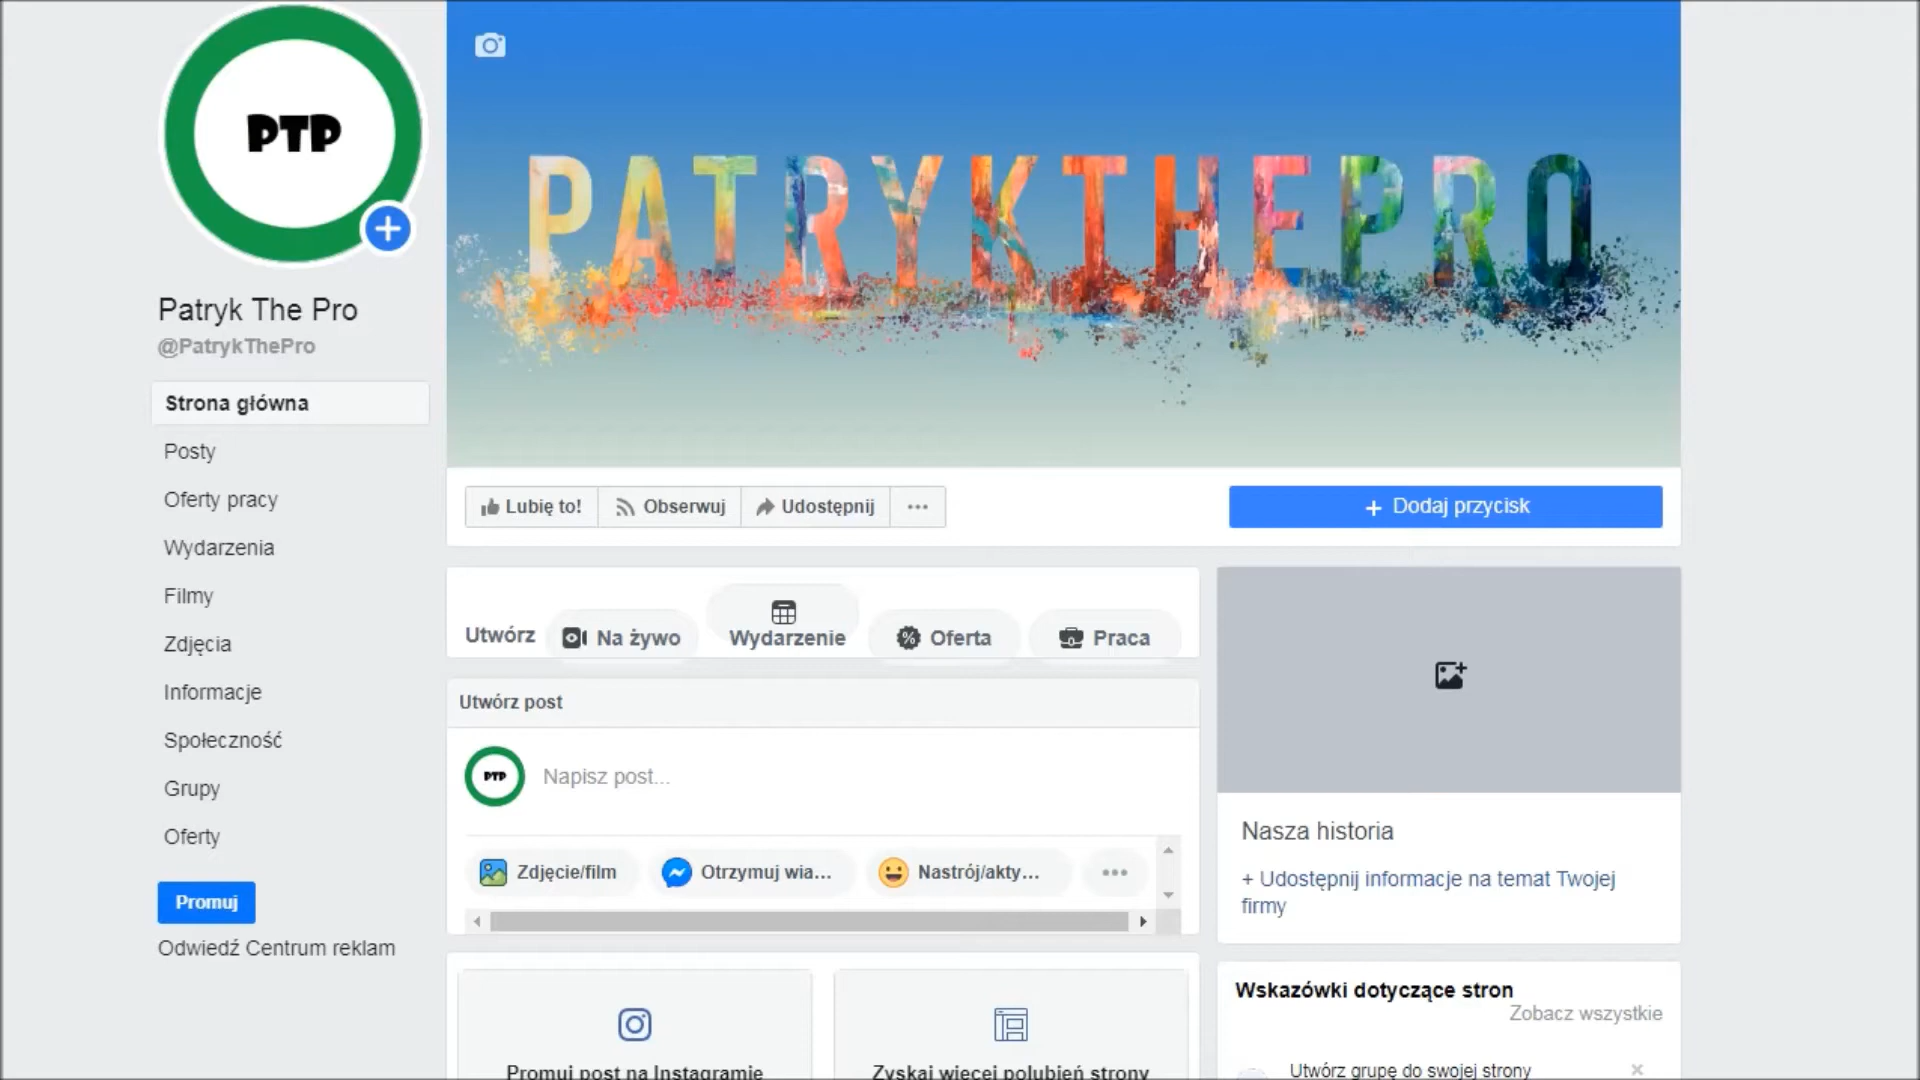 PTP
PATRYKTHEPRO
Patryk The Pro
@PatrykThePro
Strona główna
Posty
Oferty pracy
Wydarzenia
Filmy
Zdjęcia
Informacje
Społeczność
Grupy
Oferty
Promuj
Odwiedź Centrum reklam
Lubię to!
Obserwuj
Udostępnij
+ Dodaj przycisk
Utwórz
Na żywo
Wydarzenie
Oferta
Praca
Utwórz post
PTP
Napisz post...
Zdjęcie/film
Otrzymuj wia...
Nastrój/akty...
Promuj post na Instagramie
Zyskaj więcej polubień strony
Nasza historia
+ Udostępnij informacje na temat Twojej
firmy
Wskazówki dotyczące stron
Zobacz wszystkie
Utwórz grupę do swojej strony